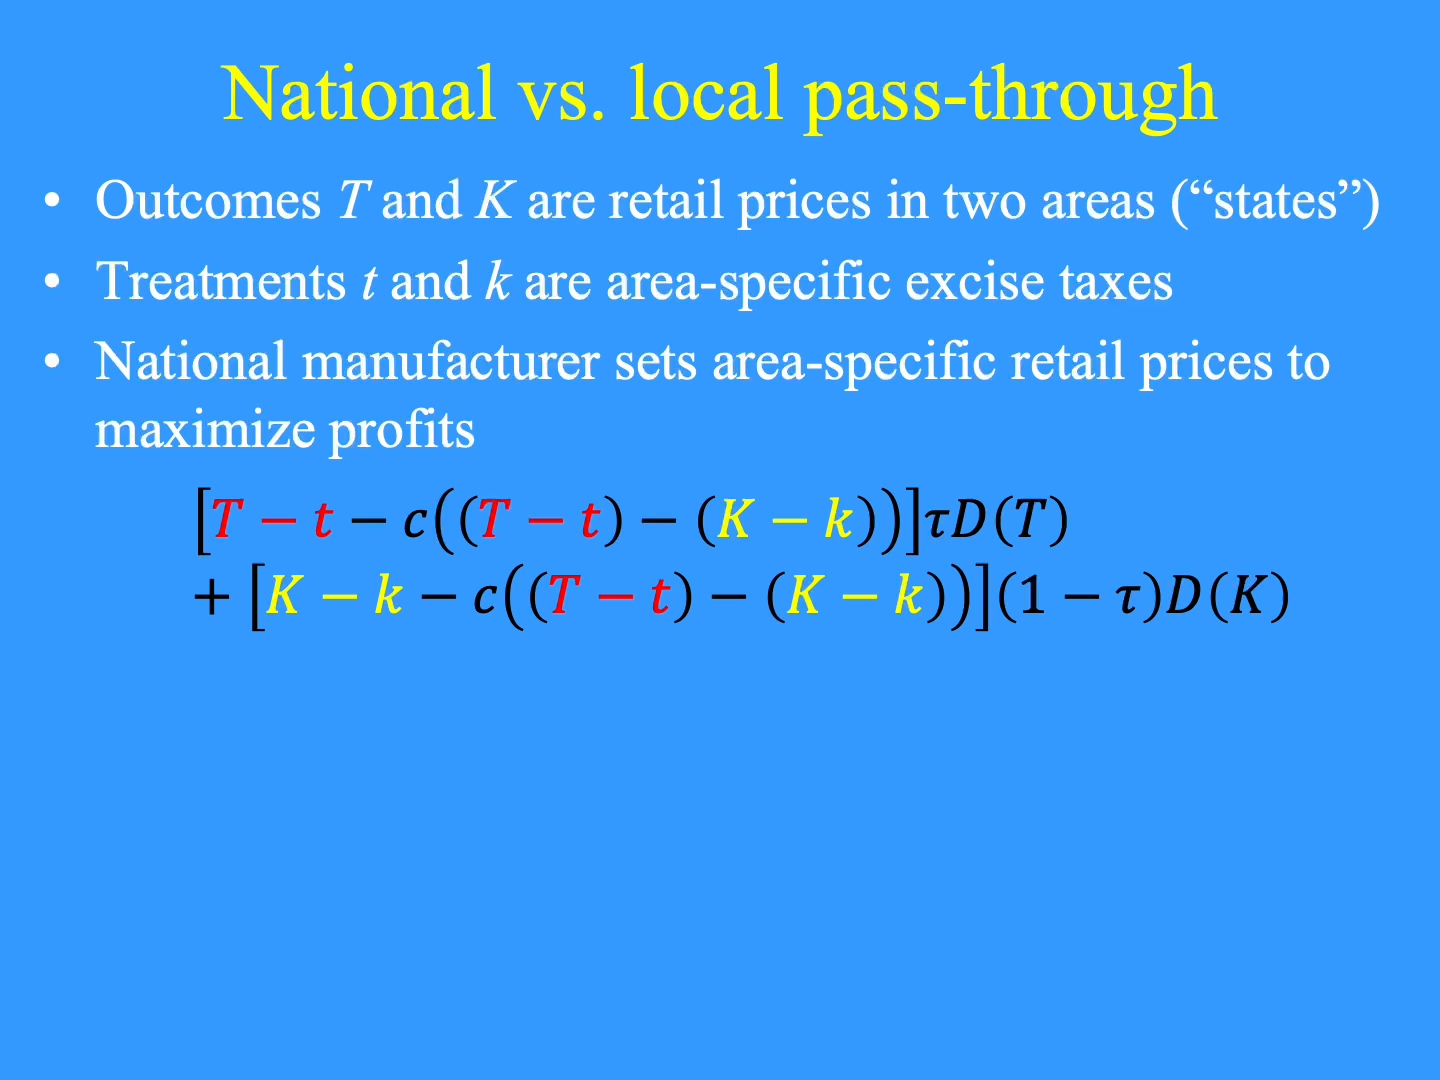 National vs. local pass-through
• Outcomes T and K are retail prices in two areas (“states”)
• Treatments t and k are area-specific excise taxes
• National manufacturer sets area-specific retail prices to
maximize profits
[T − t − c((T − t) − (K − k))]τD(T)
+ [K − k − c((T − t) − (K − k))](1 − τ)D(K)